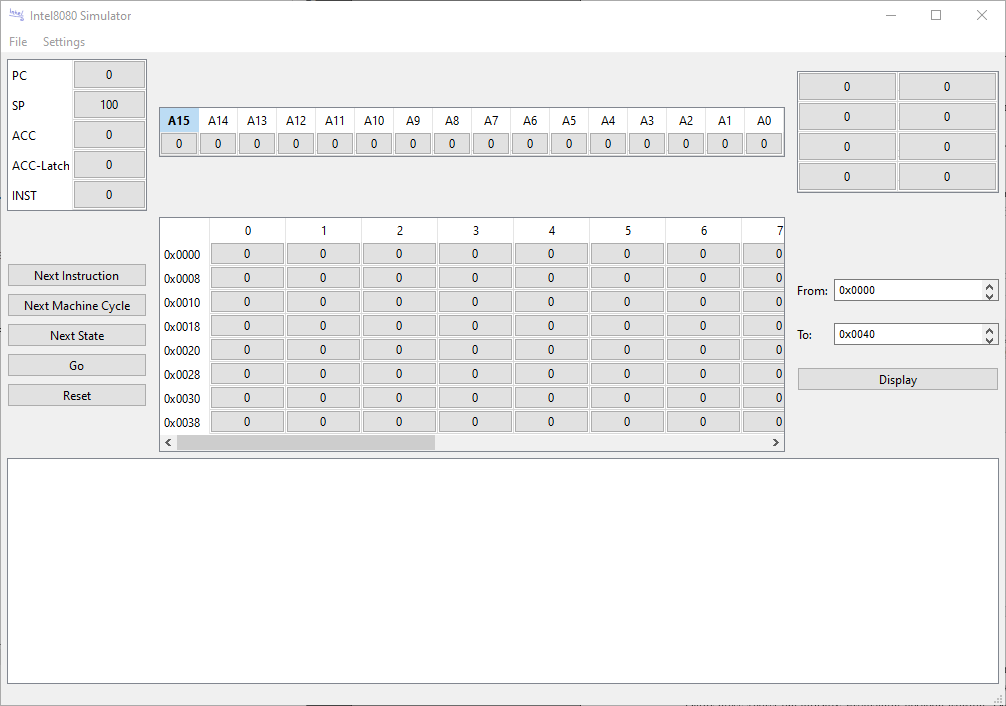 Intel8080 Simulator
File Settings
PC 0
SP 100
ACC 0
ACC-Latch 0
INST 0
A15 A14 A13 A12 A11 A10 A9 A8 A7 A6 A5 A4 A3 A2 A1 A0
0 0 0 0 0 0 0 0 0 0 0 0 0 0 0 0
0 0
0 0
0 0
0 0
Next Instruction
Next Machine Cycle
Next State
Go
Reset
0 1 2 3 4 5 6 7
0x0000 0 0 0 0 0 0 0 0
0x0008 0 0 0 0 0 0 0 0
0x0010 0 0 0 0 0 0 0 0
0x0018 0 0 0 0 0 0 0 0
0x0020 0 0 0 0 0 0 0 0
0x0028 0 0 0 0 0 0 0 0
0x0030 0 0 0 0 0 0 0 0
0x0038 0 0 0 0 0 0 0 0
From: 0x0000
To: 0x0040
Display